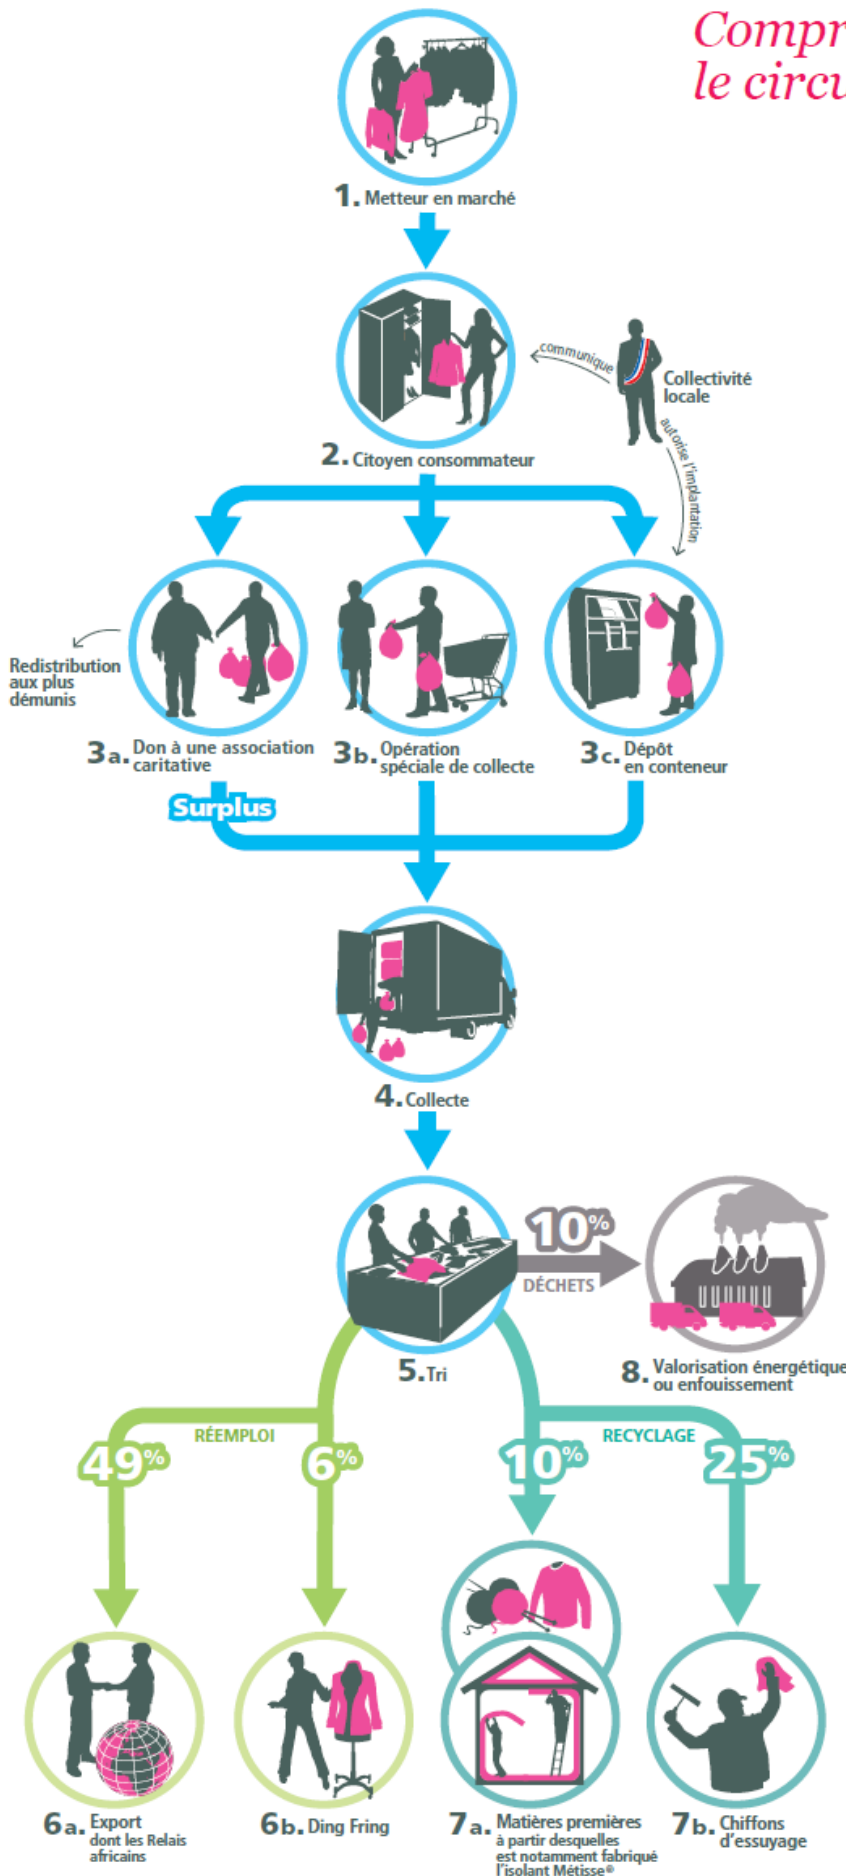 Compr
le circu
1. Metteur en marché
communique
Collectivité
locale
autorise l'implantation
2. Citoyen consommateur
Redistribution
aux plus
démunis
3a. Don à une association
caritative
3b. Opération
spéciale de collecte
3c. Dépôt
en conteneur
Surplus
4. Collecte
10%
DÉCHETS
5. Tri
8. Valorisation énergétique
ou enfouissement
RÉEMPLOI
RECYCLAGE
49%
6%
10%
25%
6a. Export
dont les Relais
africains
6b. Ding Fring
7a. Matières premières
à partir desquelles
est notamment fabriqué
l'isolant Métisse®
7b. Chiffons
d'essuyage